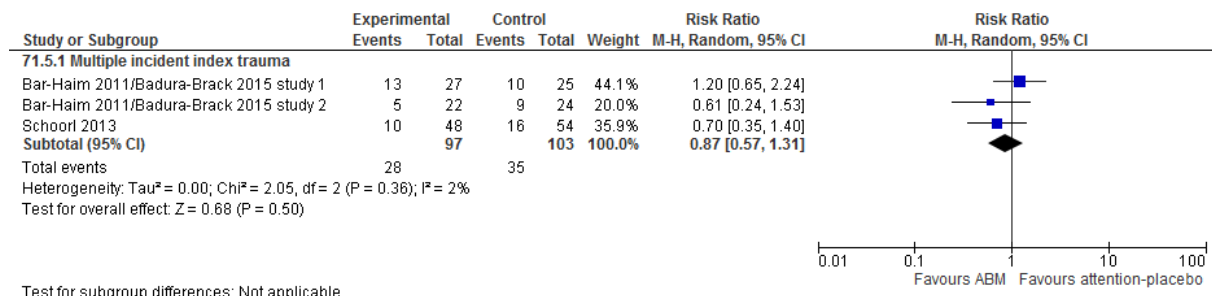 Experimental Control Risk Ratio Risk Ratio
Study or Subgroup Events Total Events Total Weight M-H, Random, 95% CI M-H, Random, 95% CI
71.5.1 Multiple incident index trauma
Bar-Haim 2011/Badura-Brack 2015 study 1 13 27 10 25 44.1% 1.20 [0.65, 2.24]
Bar-Haim 2011/Badura-Brack 2015 study 2 5 22 9 24 20.0% 0.61 [0.24, 1.53]
Schoorl 2013 10 48 16 54 35.9% 0.70 [0.35, 1.40]
Subtotal (95% CI) 97 103 100.0% 0.87 [0.57, 1.31]
Total events 28 35
Heterogeneity: Tau² = 0.00; Chi² = 2.05, df = 2 (P = 0.36); I² = 2%
Test for overall effect: Z = 0.68 (P = 0.50)
0.01 0.1 1 10 100
Favours ABM Favours attention-placebo
Test for subgroup differences: Not applicable